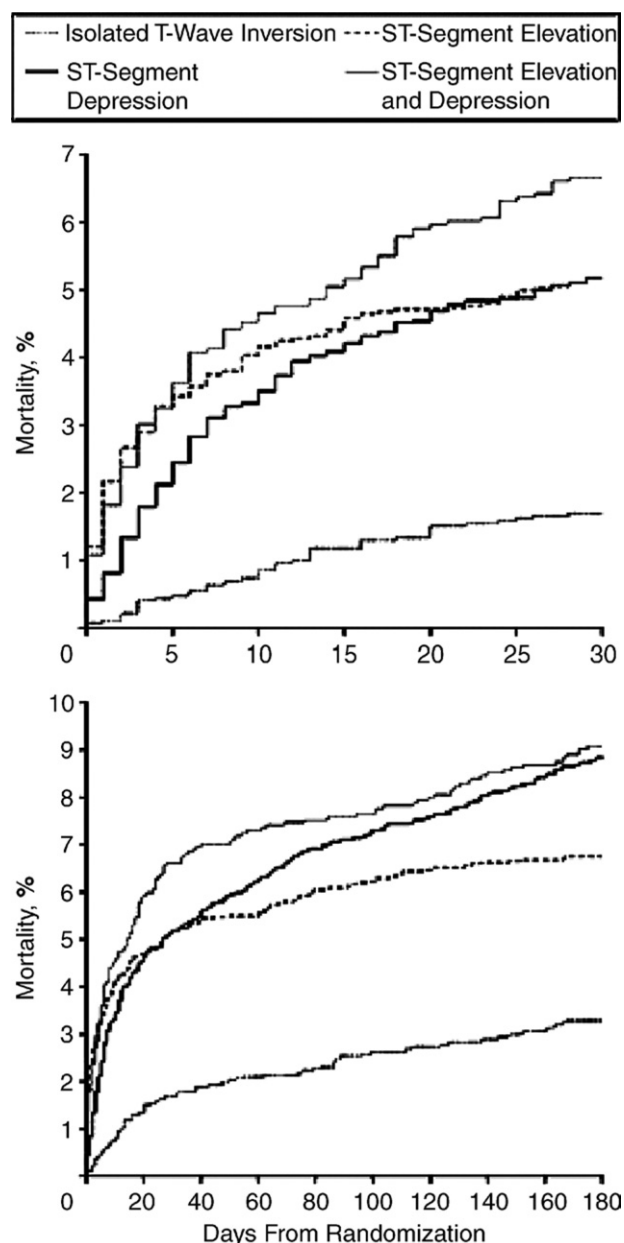 Isolated T-Wave Inversion
ST-Segment Elevation
ST-Segment
Depression
ST-Segment Elevation
and Depression
7
6
5
4
3
2
1
Mortality, %
0 5 10 15 20 25 30
10
9
8
7
6
5
4
3
2
1
Mortality, %
0 20 40 60 80 100 120 140 160 180
Days From Randomization